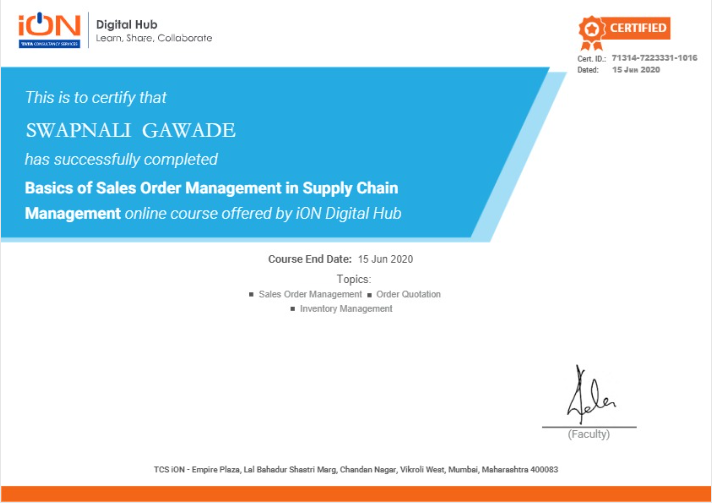 iON
TATA CONSULTANCY SERVICES
Digital Hub
Learn, Share, Collaborate
CERTIFIED
Cert. ID.: 71314-7223331-1016
Dated: 15 Jun 2020
This is to certify that
SWAPNALI GAWADE
has successfully completed
Basics of Sales Order Management in Supply Chain
Management online course offered by iON Digital Hub
Course End Date: 15 Jun 2020
Topics:
▪ Sales Order Management ▪ Order Quotation
▪ Inventory Management
(Faculty)
TCS iON - Empire Plaza, Lal Bahadur Shastri Marg, Chandan Nagar, Vikroli West, Mumbai, Maharashtra 400083